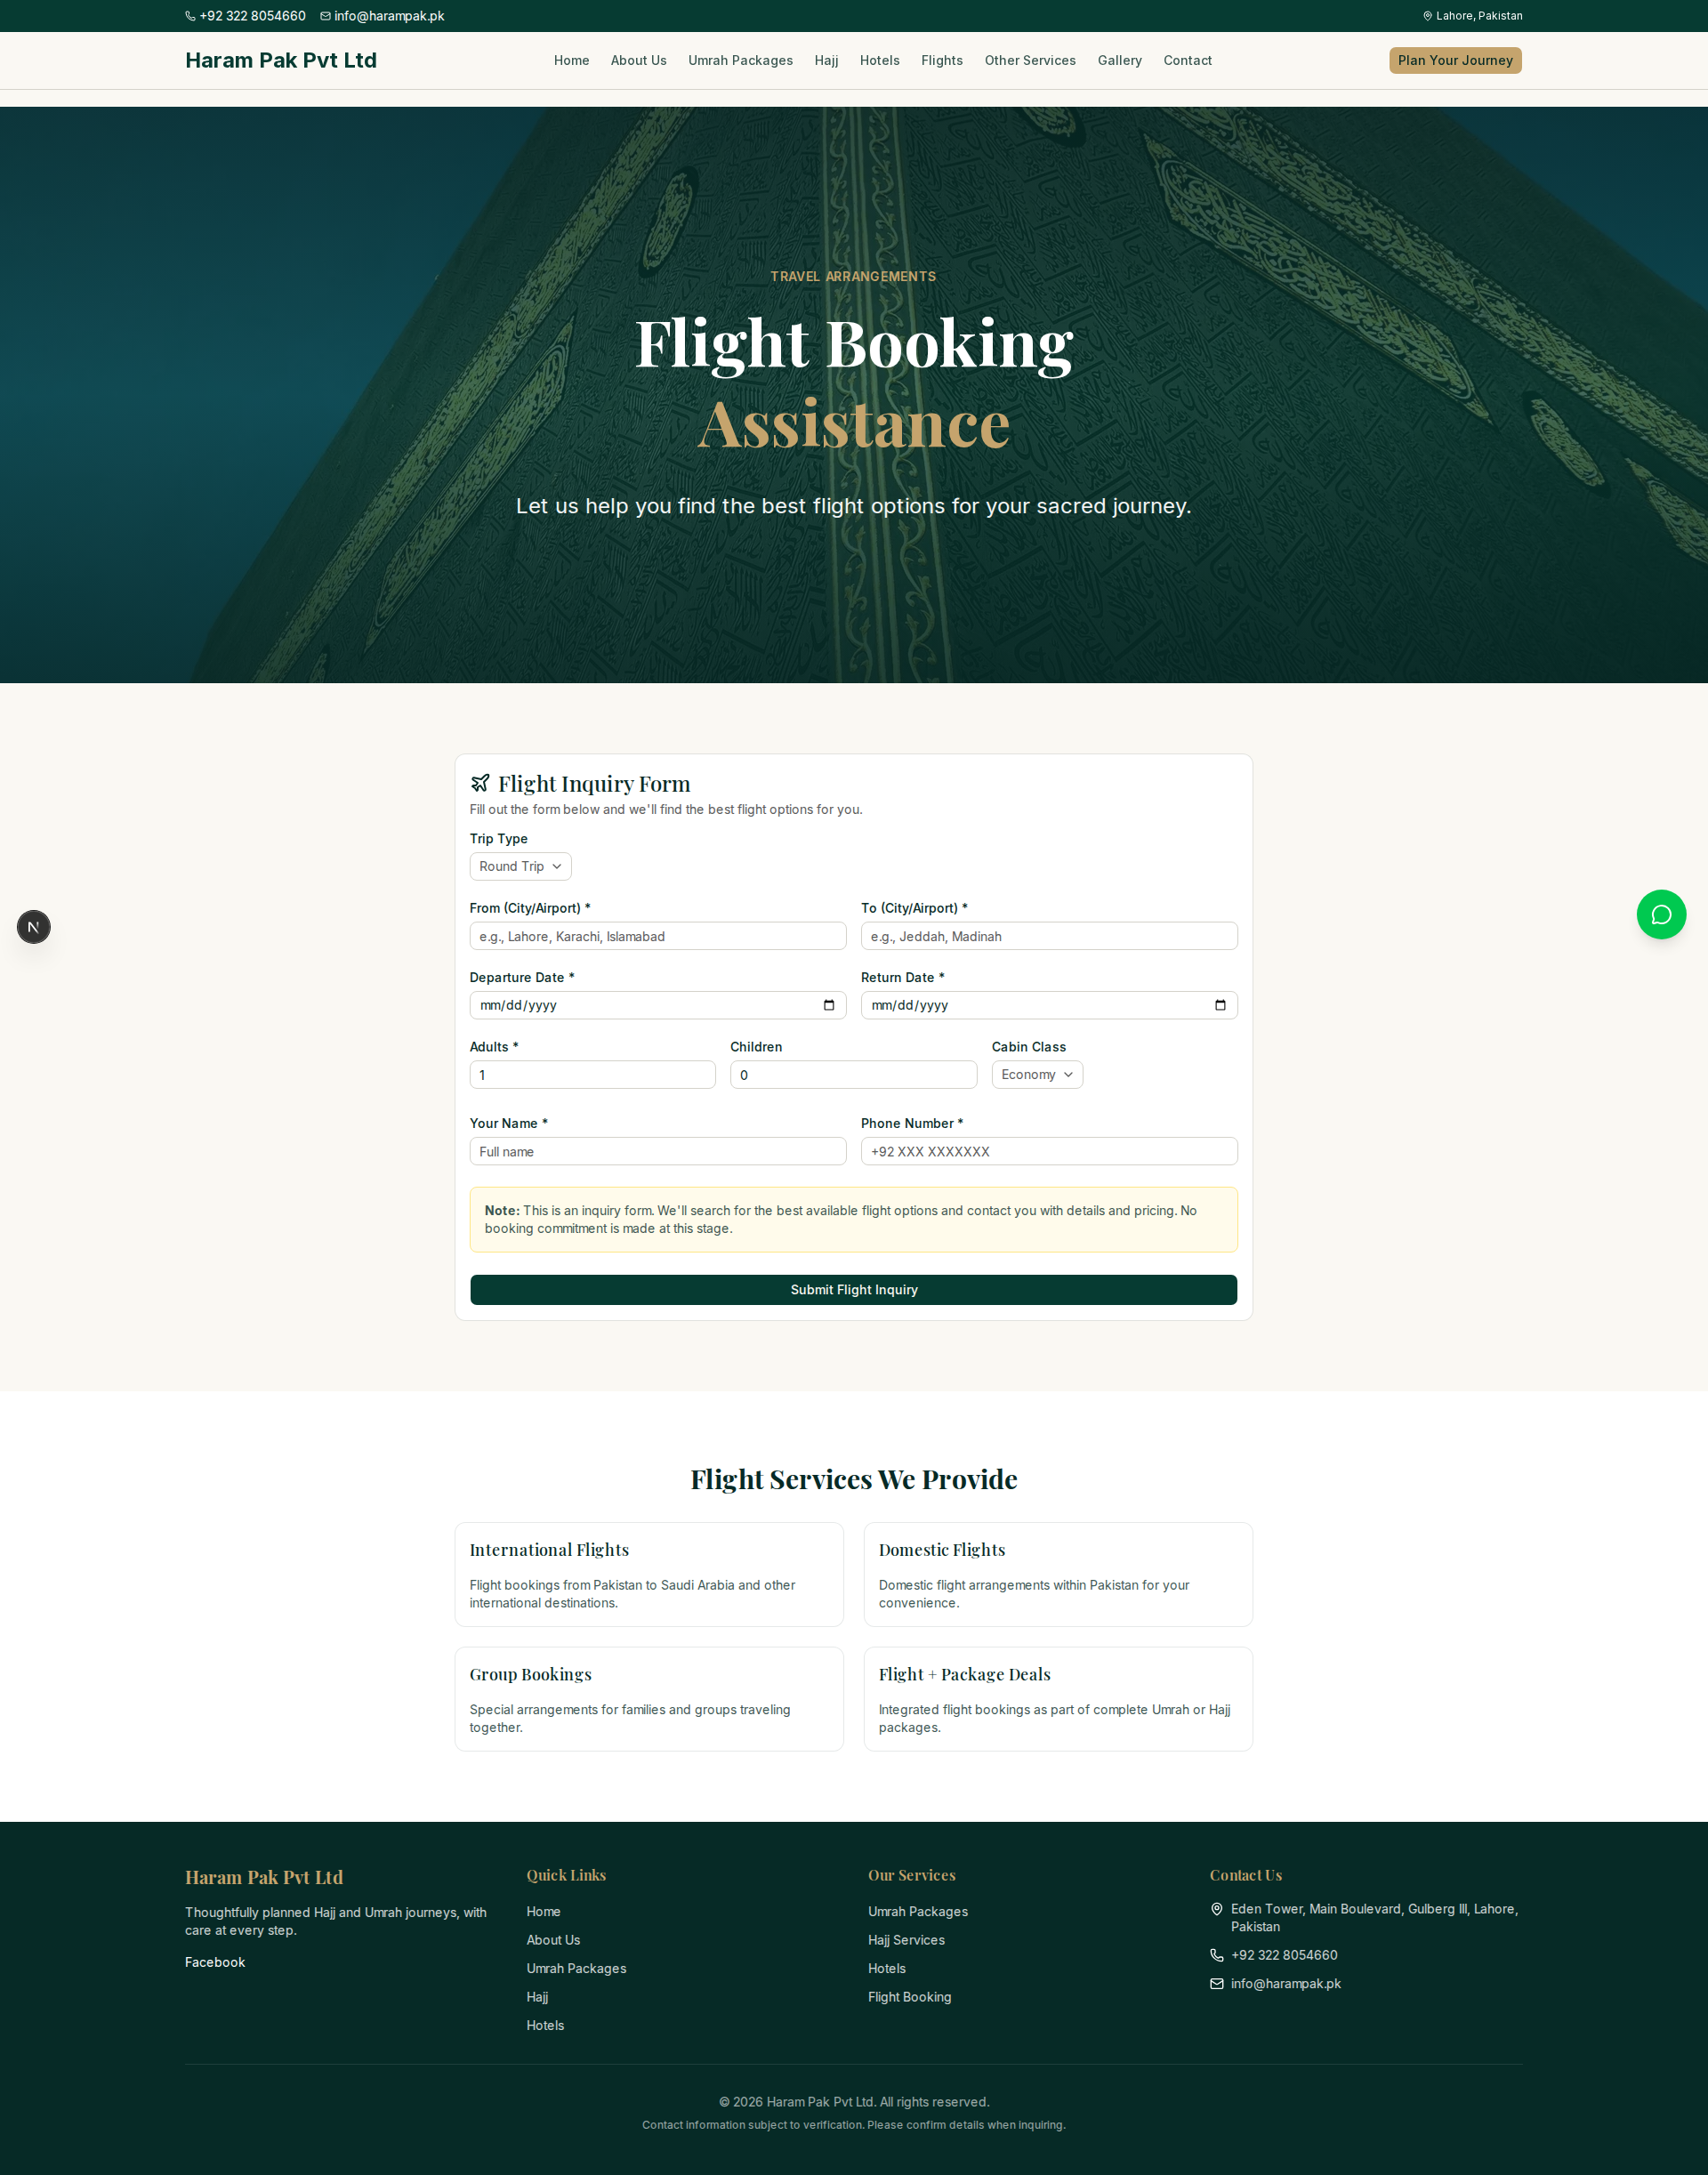 +92 322 8054660
info@harampak.pk
Lahore, Pakistan
Haram Pak Pvt Ltd
Home
About Us
Umrah Packages
Hajj
Hotels
Flights
Other Services
Gallery
Contact
Plan Your Journey
TRAVEL ARRANGEMENTS
Flight Booking
Assistance
Let us help you find the best flight options for your sacred journey.
Flight Inquiry Form
Fill out the form below and we'll find the best flight options for you.
Trip Type
Round Trip
From (City/Airport) *
To (City/Airport) *
e.g., Lahore, Karachi, Islamabad
e.g., Jeddah, Madinah
Departure Date *
Return Date *
mm/dd/yyyy
mm/dd/yyyy
Adults *
Children
Cabin Class
1
0
Economy
Your Name *
Phone Number *
Full name
+92 XXX XXXXXXX
Note: This is an inquiry form. We'll search for the best available flight options and contact you with details and pricing. No
booking commitment is made at this stage.
Submit Flight Inquiry
N
Flight Services We Provide
International Flights
Flight bookings from Pakistan to Saudi Arabia and other
international destinations.
Domestic Flights
Domestic flight arrangements within Pakistan for your
convenience.
Group Bookings
Special arrangements for families and groups traveling
together.
Flight + Package Deals
Integrated flight bookings as part of complete Umrah or Hajj
packages.
Haram Pak Pvt Ltd
Thoughtfully planned Hajj and Umrah journeys, with
care at every step.
Facebook
Quick Links
Home
About Us
Umrah Packages
Hajj
Hotels
Our Services
Umrah Packages
Hajj Services
Hotels
Flight Booking
Contact Us
Eden Tower, Main Boulevard, Gulberg III, Lahore,
Pakistan
+92 322 8054660
info@harampak.pk
© 2026 Haram Pak Pvt Ltd. All rights reserved.
Contact information subject to verification. Please confirm details when inquiring.